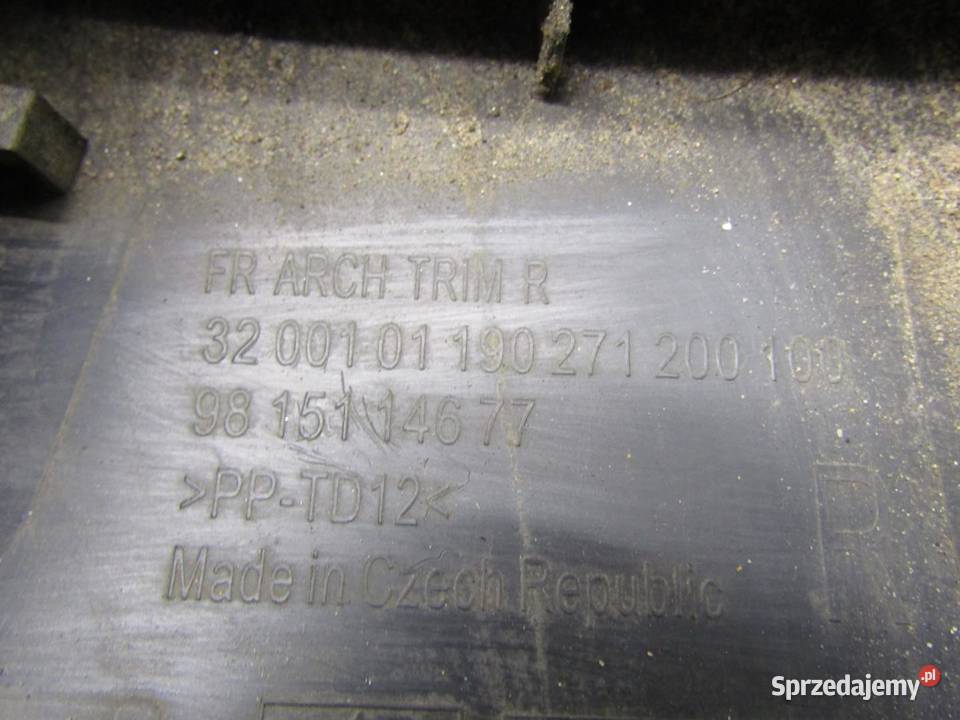 FR ARCH TRIM R
32 001 01 190 271 200 100
98 151 146 77
>PP-TD12<
Made in Czech Republic
R
Sprzedajemy.pl